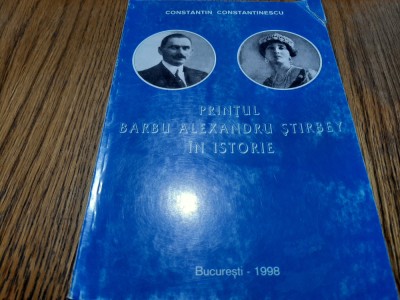 CONSTANTIN CONSTANTINESCU
PRINȚUL
BARBU ALEXANDRU ȘTIRBEY
ÎN ISTORIE
București - 1998